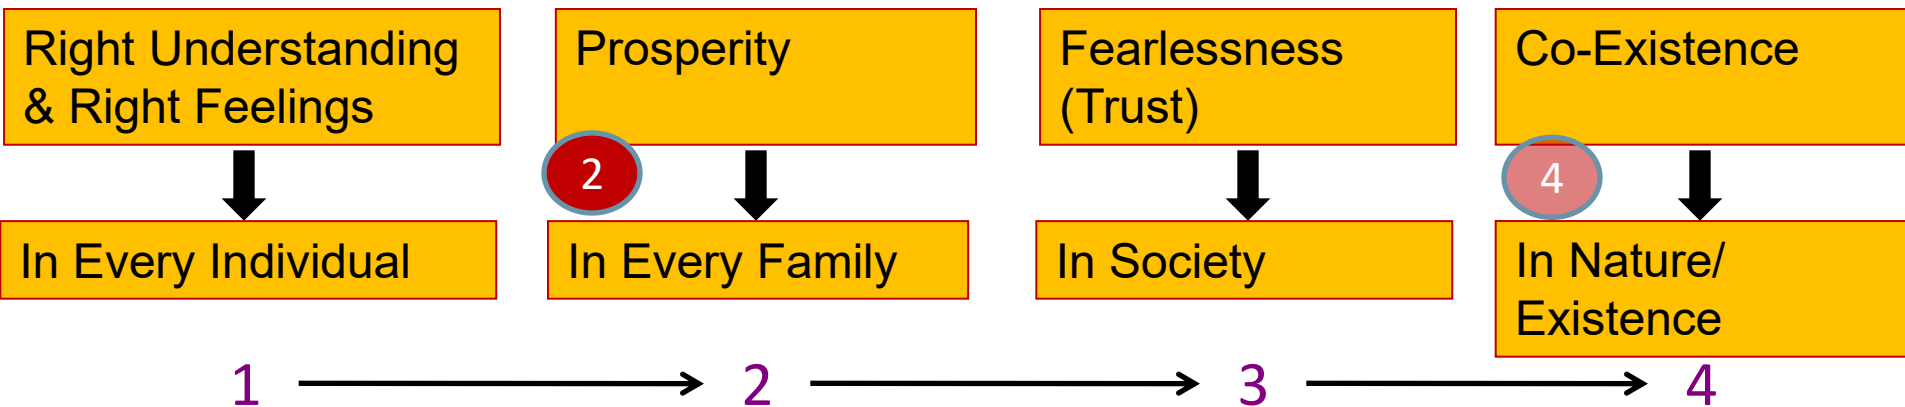 Right Understanding
& Right Feelings
Prosperity
Fearlessness
(Trust)
Co-Existence
2
4
In Every Individual
In Every Family
In Society
In Nature/
Existence
1
2
3
4